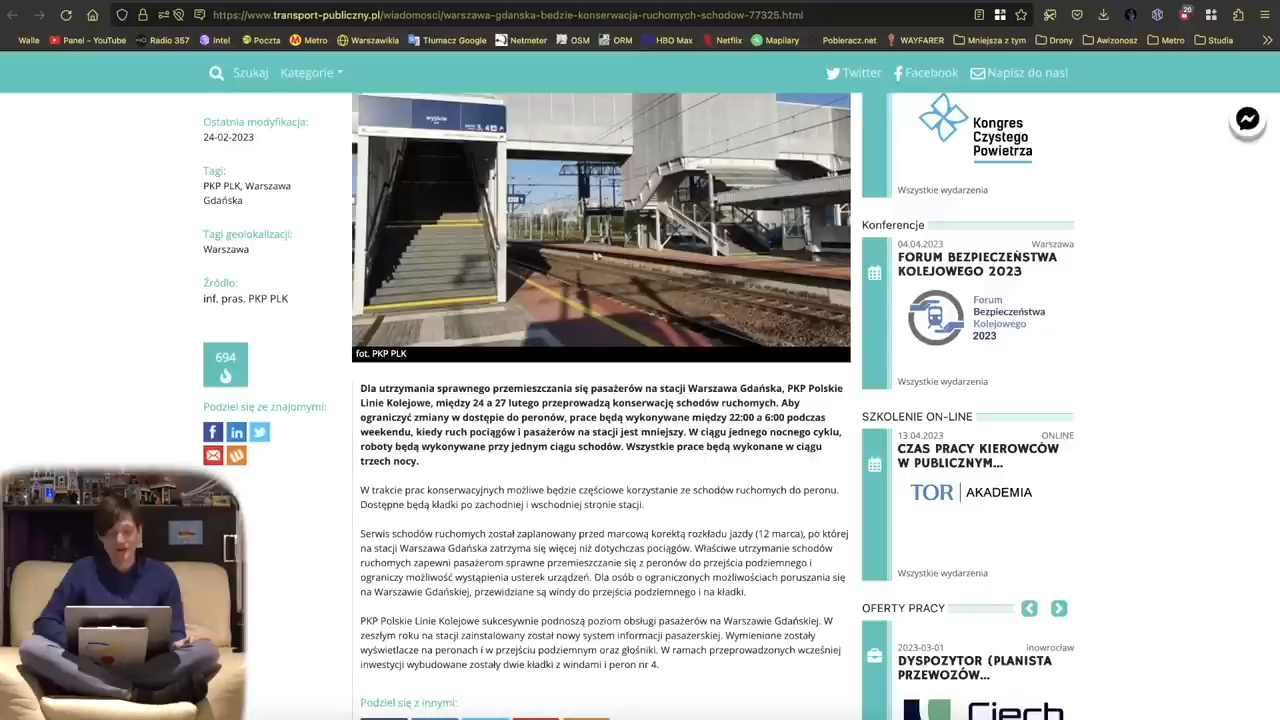 https://www.transport-publiczny.pl/wiadomosci/warszawa-gdanska-bedzie-konserwacja-ruchomych-schodow-77325.html
20
Walle
Panel – YouTube
Radio 357
Intel
Poczta
Metro
Warszawikia
Tłumacz Google
Netmeter
OSM
ORM
HBO Max
Netflix
Mapilary
Pobieracz.net
WAYFARER
Mniejsza z tym
Drony
Awizonosz
Metro
Studia
Szukaj
Kategorie
Twitter
Facebook
Napisz do nas!
Ostatnia modyfikacja:
24-02-2023
Tagi:
PKP PLK, Warszawa
Gdańska
Tagi geolokalizacji:
Warszawa
Źródło:
inf. pras. PKP PLK
694
Podziel się ze znajomymi:
wyjście
3, 4
fot. PKP PLK
Dla utrzymania sprawnego przemieszczania się pasażerów na stacji Warszawa Gdańska, PKP Polskie
Linie Kolejowe, między 24 a 27 lutego przeprowadzą konserwację schodów ruchomych. Aby
ograniczyć zmiany w dostępie do peronów, prace będą wykonywane między 22:00 a 6:00 podczas
weekendu, kiedy ruch pociągów i pasażerów na stacji jest mniejszy. W ciągu jednego nocnego cyklu,
roboty będą wykonywane przy jednym ciągu schodów. Wszystkie prace będą wykonane w ciągu
trzech nocy.
W trakcie prac konserwacyjnych możliwe będzie częściowe korzystanie ze schodów ruchomych do peronu.
Dostępne będą kładki po zachodniej i wschodniej stronie stacji.
Serwis schodów ruchomych został zaplanowany przed marcową korektą rozkładu jazdy (12 marca), po której
na stacji Warszawa Gdańska zatrzyma się więcej niż dotychczas pociągów. Właściwe utrzymanie schodów
ruchomych zapewni pasażerom sprawne przemieszczanie się z peronów do przejścia podziemnego i
ograniczy możliwość wystąpienia usterek urządzeń. Dla osób o ograniczonych możliwościach poruszania się
na Warszawie Gdańskiej, przewidziane są windy do przejścia podziemnego i na kładki.
PKP Polskie Linie Kolejowe sukcesywnie podnoszą poziom obsługi pasażerów na Warszawie Gdańskiej. W
zeszłym roku na stacji zainstalowany został nowy system informacji pasażerskiej. Wymienione zostały
wyświetlacze na peronach i w przejściu podziemnym oraz głośniki. W ramach przeprowadzonych wcześniej
inwestycji wybudowane zostały dwie kładki z windami i peron nr 4.
Podziel się z innymi:
Kongres
Czystego
Powietrza
Wszystkie wydarzenia
Konferencje
04.04.2023
Warszawa
FORUM BEZPIECZEŃSTWA
KOLEJOWEGO 2023
Forum
Bezpieczeństwa
Kolejowego
2023
Wszystkie wydarzenia
SZKOLENIE ON-LINE
13.04.2023
ONLINE
CZAS PRACY KIEROWCÓW
W PUBLICZNYM...
TOR AKADEMIA
Wszystkie wydarzenia
OFERTY PRACY
2023-03-01
Inowrocław
DYSPOZYTOR (PLANISTA
PRZEWOZÓW...
Ciech